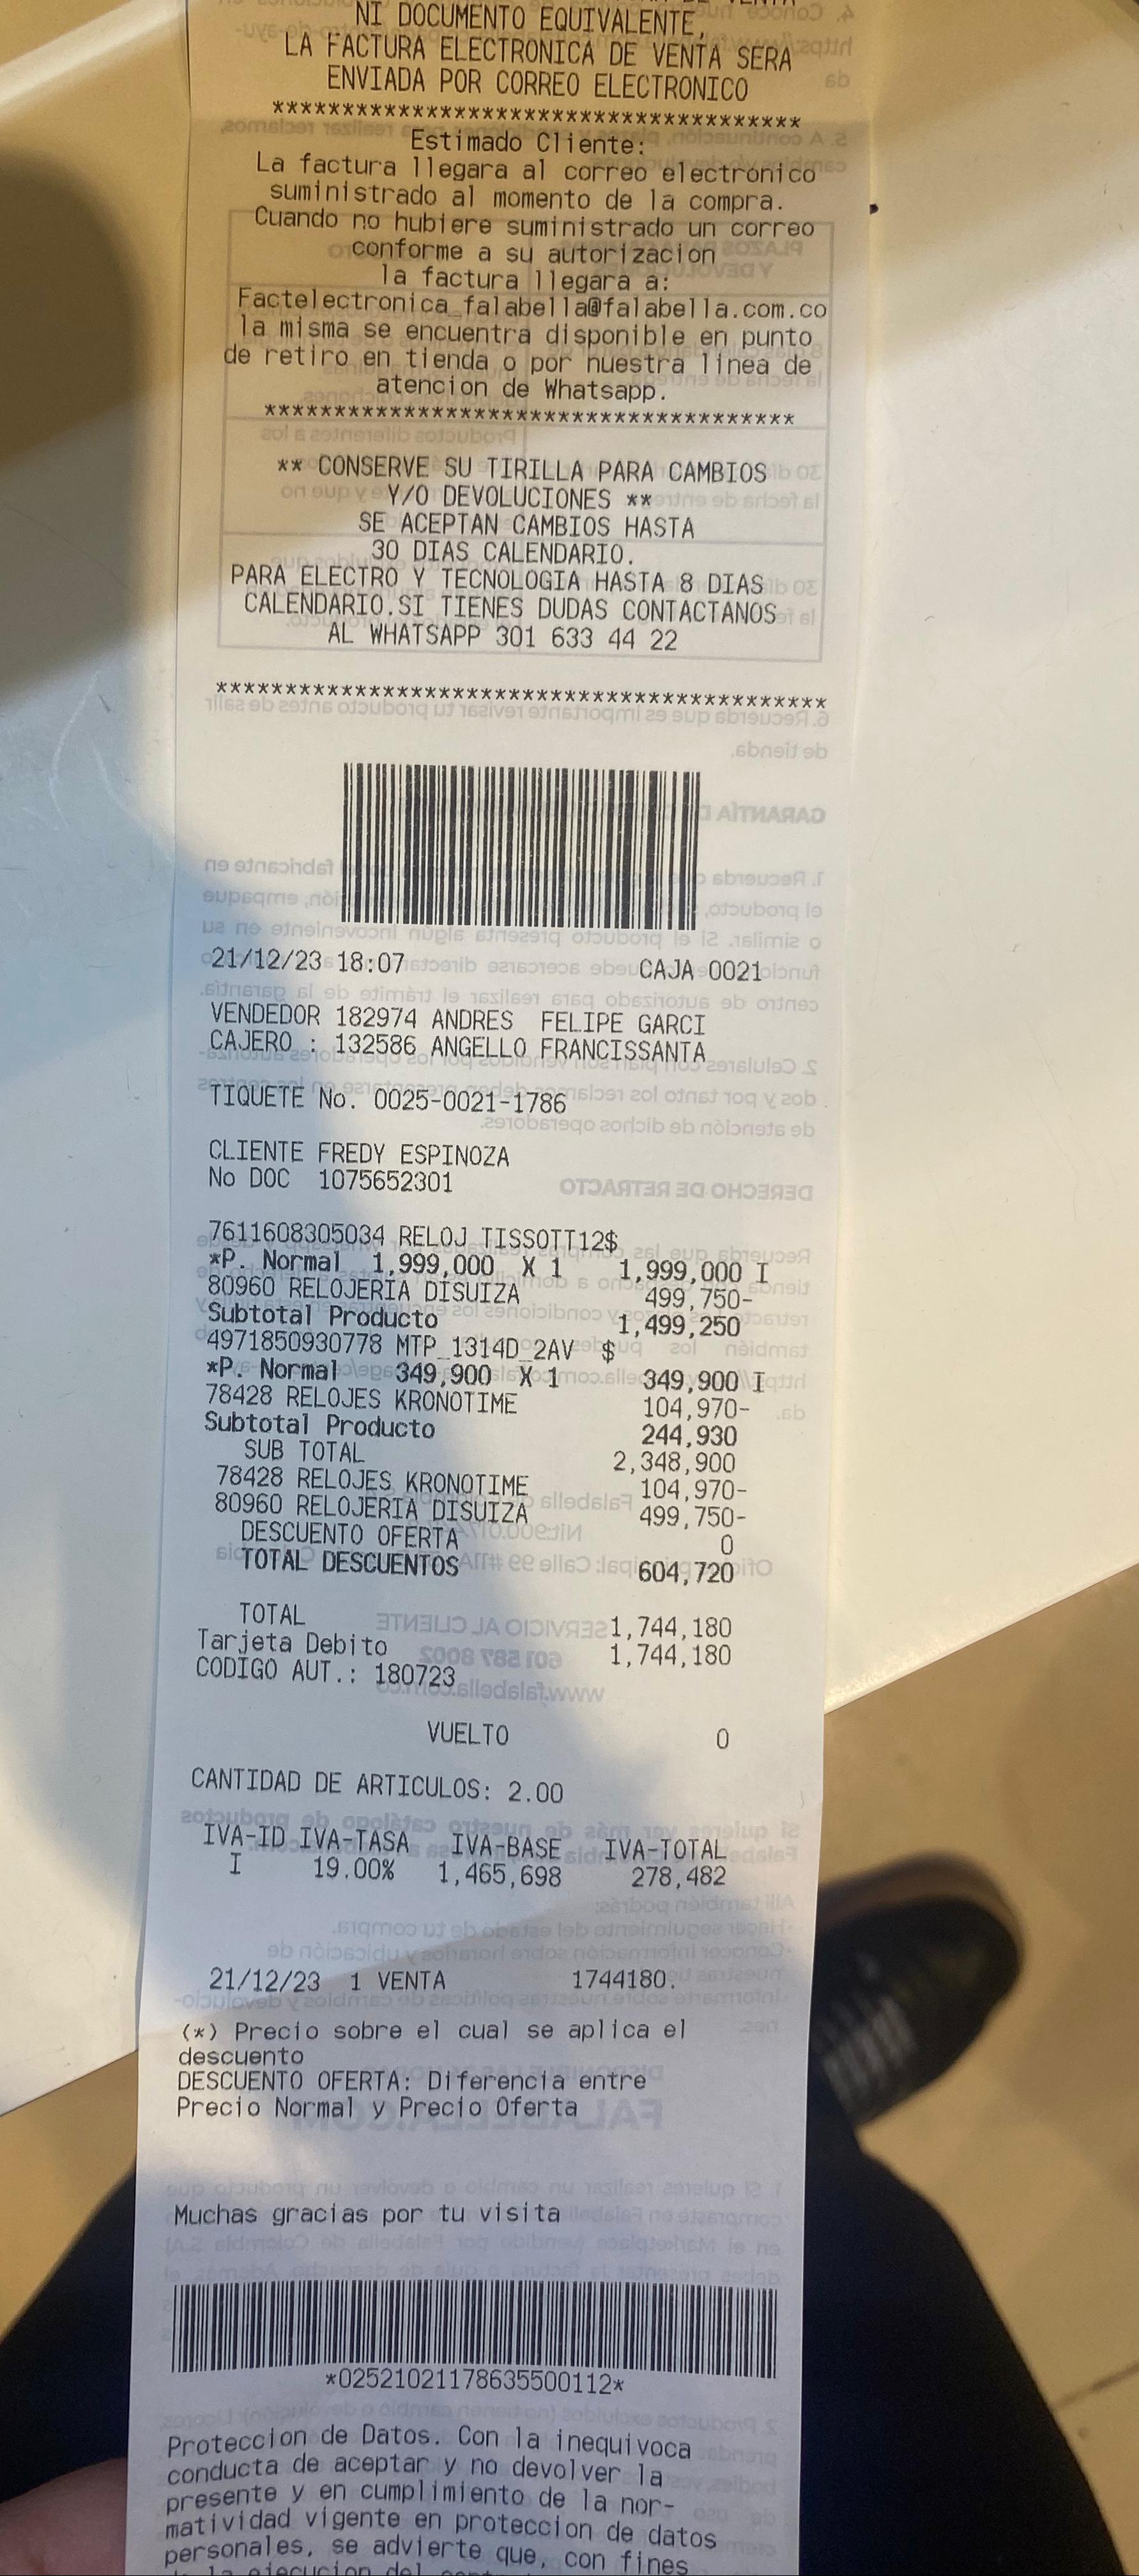 NI DOCUMENTO EQUIVALENTE,
LA FACTURA ELECTRONICA DE VENTA SERA
ENVIADA POR CORREO ELECTRONICO
**************************************
Estimado Cliente:
La factura llegara al correo electronico
suministrado al momento de la compra.
Cuando no hubiere suministrado un correo
conforme a su autorizacion
la factura llegara a:
Factelectronica_falabella@falabella.com.co
la misma se encuentra disponible en punto
de retiro en tienda o por nuestra linea de
atencion de Whatsapp.
**************************************
** CONSERVE SU TIRILLA PARA CAMBIOS
Y/O DEVOLUCIONES **
SE ACEPTAN CAMBIOS HASTA
30 DIAS CALENDARIO.
PARA ELECTRO Y TECNOLOGIA HASTA 8 DIAS
CALENDARIO.SI TIENES DUDAS CONTACTANOS
AL WHATSAPP 301 633 44 22
********************************************
21/12/23 18:07 CAJA 0021
VENDEDOR 182974 ANDRES  FELIPE GARCI
CAJERO : 132586 ANGELLO FRANCISSANTA
TIQUETE No. 0025-0021-1786
CLIENTE FREDY ESPINOZA
No DOC  1075652301
7611608305034 RELOJ TISSOTT12$
*P. Normal  1,999,000  X 1    1,999,000 I
80960 RELOJERIA DISUIZA    499,750-
Subtotal Producto    1,499,250
4971850930778 MTP_1314D_2AV  $
*P. Normal    349,900  X 1    349,900 I
78428 RELOJES KRONOTIME    104,970-
Subtotal Producto    244,930
SUB TOTAL    2,348,900
78428 RELOJES KRONOTIME    104,970-
80960 RELOJERIA DISUIZA    499,750-
DESCUENTO OFERTA    0
TOTAL DESCUENTOS    604,720
TOTAL    1,744,180
Tarjeta Debito    1,744,180
CODIGO AUT.: 180723
VUELTO    0
CANTIDAD DE ARTICULOS: 2.00
IVA-ID IVA-TASA   IVA-BASE   IVA-TOTAL
I    19.00%   1,465,698    278,482
21/12/23  1 VENTA    1744180.
(*) Precio sobre el cual se aplica el
descuento
DESCUENTO OFERTA: Diferencia entre
Precio Normal y Precio Oferta
Muchas gracias por tu visita
*02521021178635500112*
Proteccion de Datos. Con la inequivoca
conducta de aceptar y no devolver la
presente y en cumplimiento de la nor-
matividad vigente en proteccion de datos
personales, se advierte que, con fines